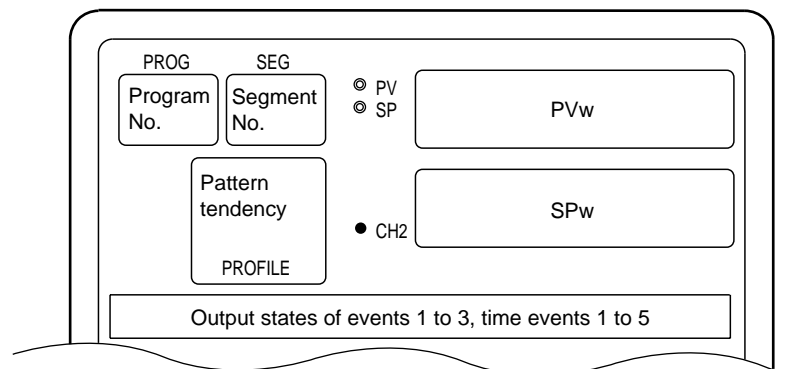 PROG SEG
Program
No.
Segment
No.
PV
SP
PVw
Pattern
tendency
PROFILE
CH2
SPw
Output states of events 1 to 3, time events 1 to 5